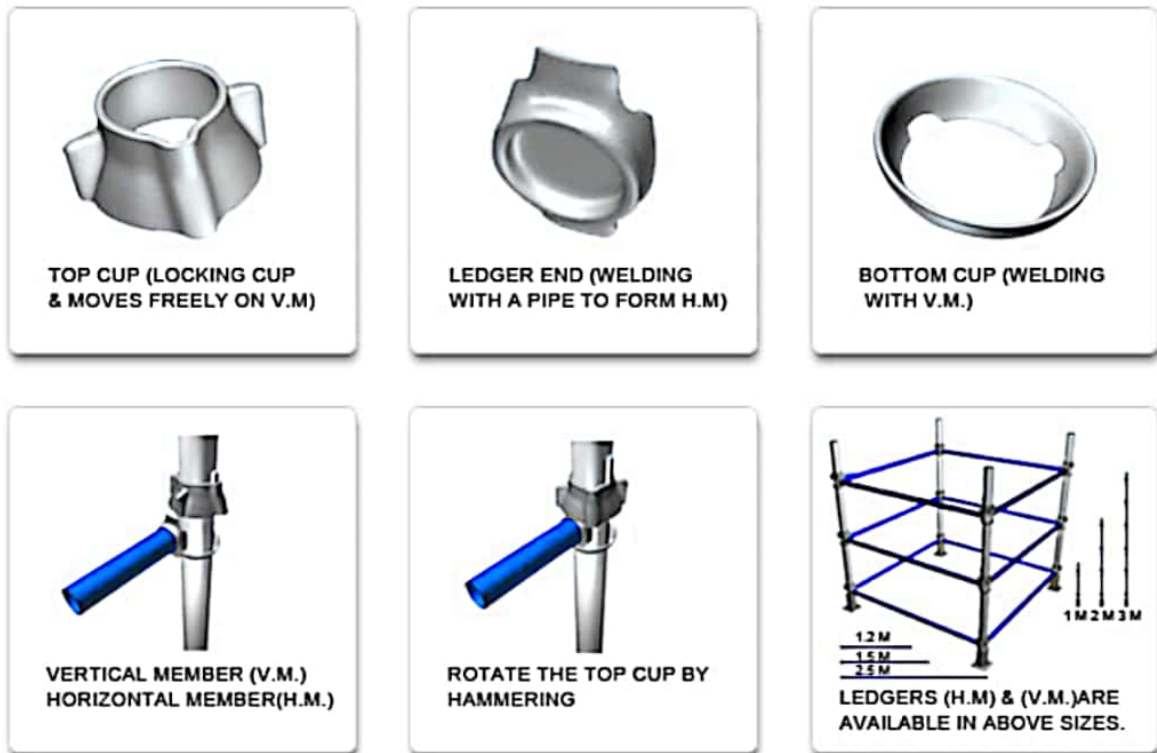 TOP CUP (LOCKING CUP
& MOVES FREELY ON V.M)
LEDGER END (WELDING
WITH A PIPE TO FORM H.M)
BOTTOM CUP (WELDING
WITH V.M.)
VERTICAL MEMBER (V.M.)
HORIZONTAL MEMBER(H.M.)
ROTATE THE TOP CUP BY
HAMMERING
1 M 2 M 3 M
1.2 M
1.5 M
2.5 M
LEDGERS (H.M) & (V.M.)ARE
AVAILABLE IN ABOVE SIZES.